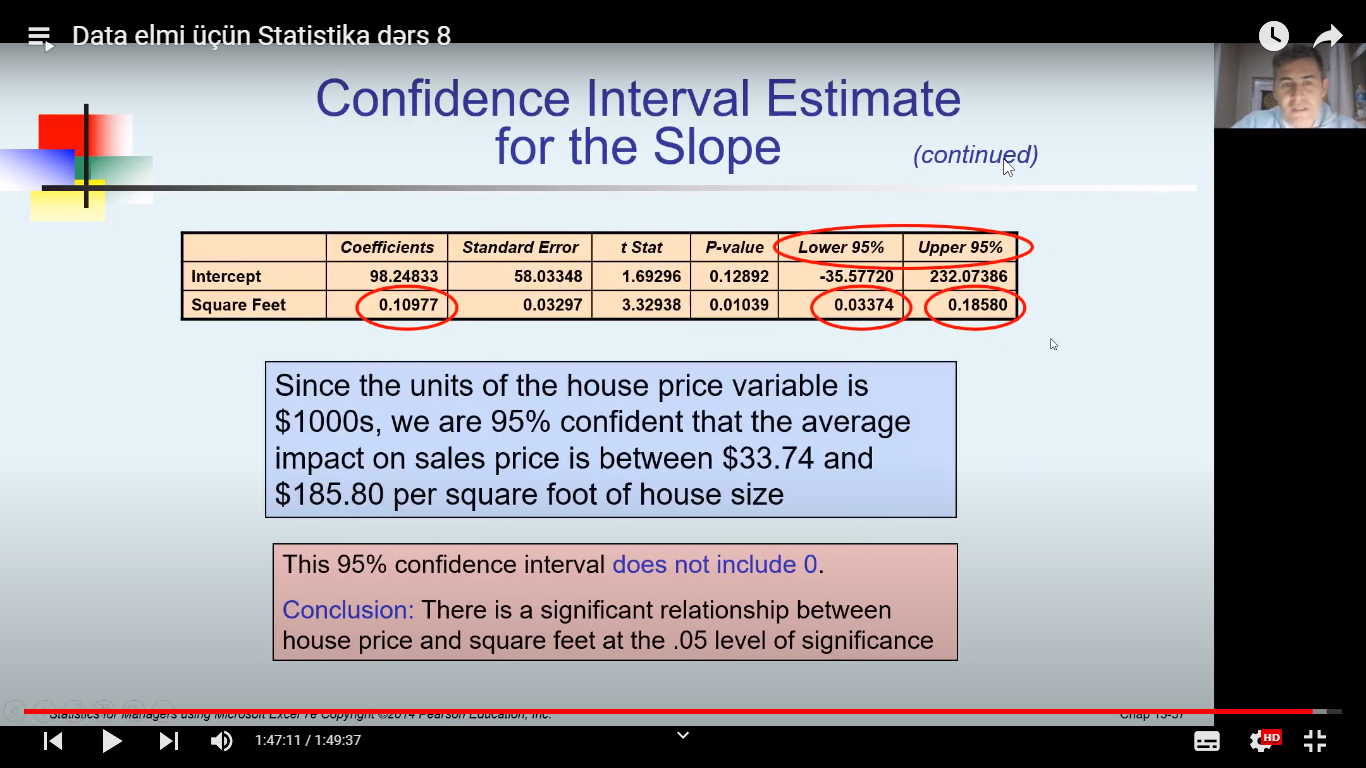 Data elmi üçün Statistika dərs 8
Confidence Interval Estimate
for the Slope
(continued)
Coefficients Standard Error t Stat P-value Lower 95% Upper 95%
Intercept 98.24833 58.03348 1.69296 0.12892 -35.57720 232.07386
Square Feet 0.10977 0.03297 3.32938 0.01039 0.03374 0.18580
Since the units of the house price variable is
$1000s, we are 95% confident that the average
impact on sales price is between $33.74 and
$185.80 per square foot of house size
This 95% confidence interval does not include 0.
Conclusion: There is a significant relationship between
house price and square feet at the .05 level of significance
Statistics for Managers using Microsoft Excel 7e Copyright ©2014 Pearson Education, Inc.
Chap 13-57
1:47:11 / 1:49:37
HD